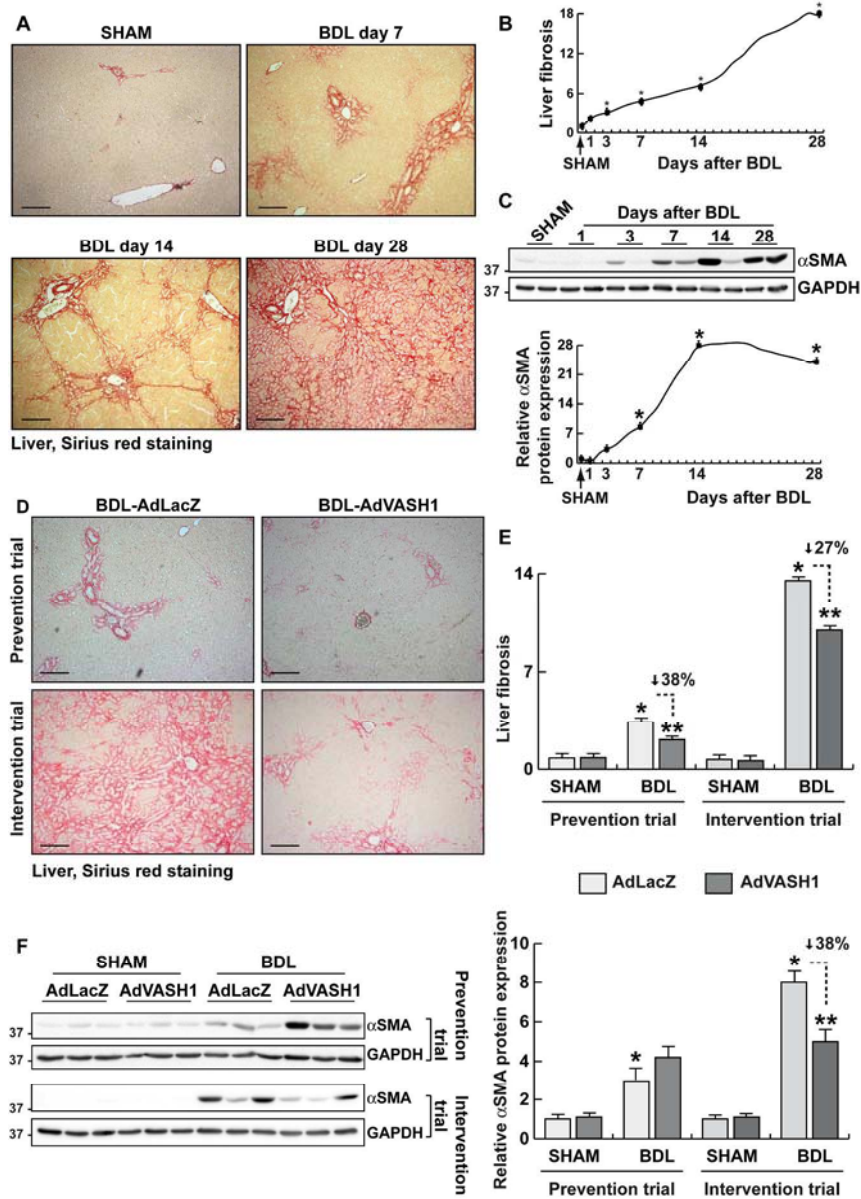 A
SHAM
BDL day 7
BDL day 14
BDL day 28
Liver, Sirius red staining
B
Liver fibrosis
18
12
6
0
*
*
*
*
1 3 7 14 28
SHAM
Days after BDL
C
SHAM
Days after BDL
1 3 7 14 28
37
αSMA
37
GAPDH
Relative αSMA
protein expression
28
21
14
7
0
*
*
*
1 3 7 14 28
SHAM
Days after BDL
D
BDL-AdLacZ
BDL-AdVASH1
Prevention trial
Intervention trial
Liver, Sirius red staining
E
Liver fibrosis
14
7
0
*
↓38%
**
*
↓27%
**
SHAM BDL SHAM BDL
Prevention trial Intervention trial
AdLacZ AdVASH1
F
SHAM BDL
AdLacZ AdVASH1 AdLacZ AdVASH1
37
αSMA
GAPDH
Prevention
trial
αSMA
37
37
GAPDH
Intervention
trial
Relative αSMA protein expression
10
8
6
4
2
0
*
*
↓38%
**
SHAM BDL SHAM BDL
Prevention trial Intervention trial